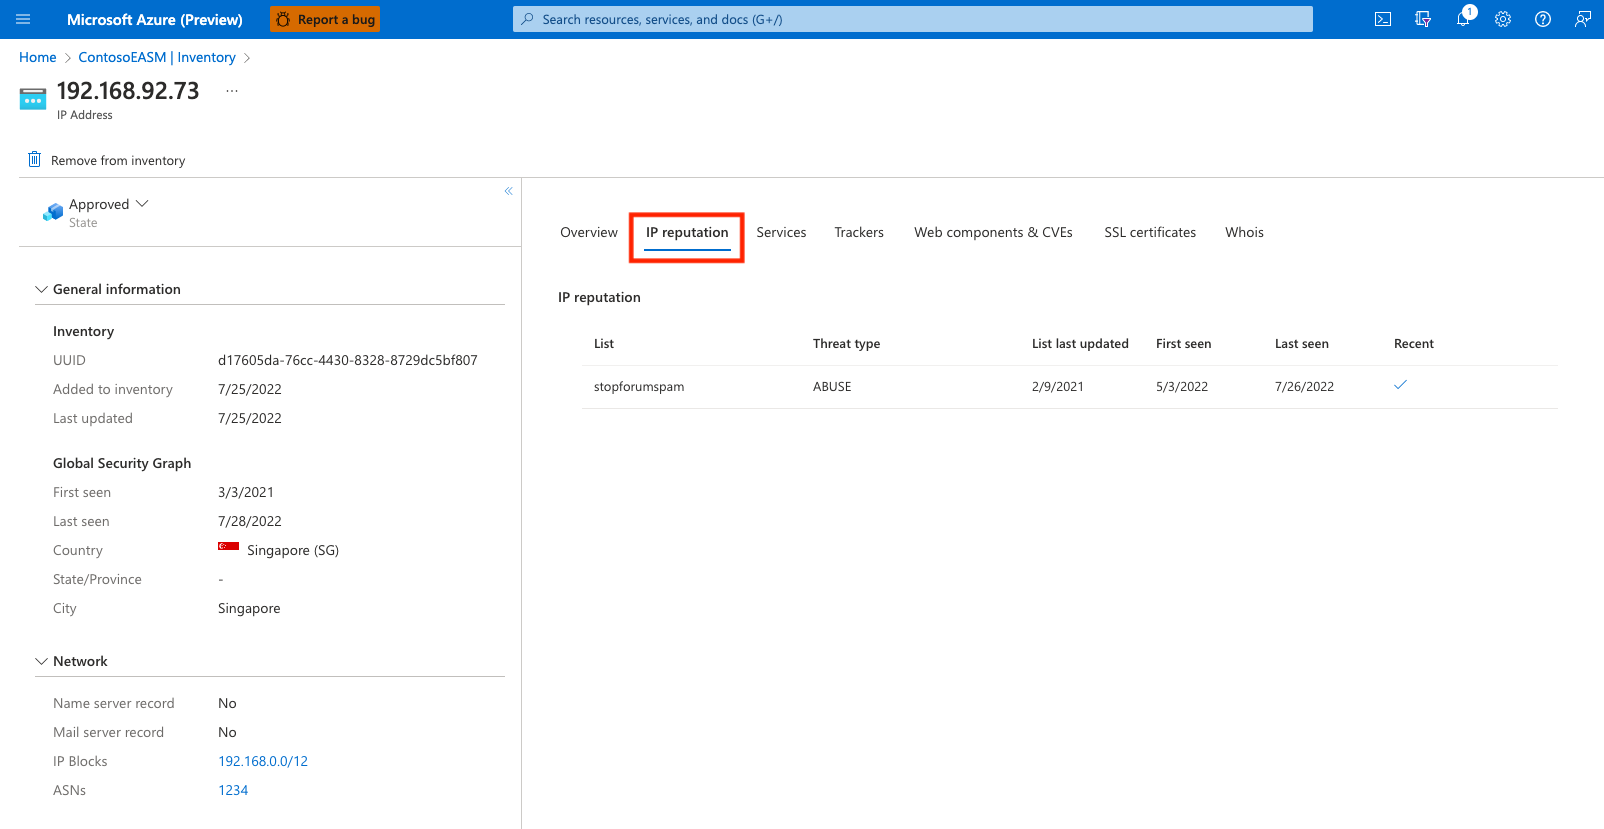 Microsoft Azure (Preview)
Report a bug
Search resources, services, and docs (G+/)
1
Home
ContosoEASM | Inventory
192.168.92.73
...
IP Address
Remove from inventory
Approved
State
General information
Inventory
UUID d17605da-76cc-4430-8328-8729dc5bf807
Added to inventory 7/25/2022
Last updated 7/25/2022
Global Security Graph
First seen 3/3/2021
Last seen 7/28/2022
Country Singapore (SG)
State/Province -
City Singapore
Network
Name server record No
Mail server record No
IP Blocks 192.168.0.0/12
ASNs 1234
Overview IP reputation Services Trackers Web components & CVEs SSL certificates Whois
IP reputation
List Threat type List last updated First seen Last seen Recent
stopforumspam ABUSE 2/9/2021 5/3/2022 7/26/2022